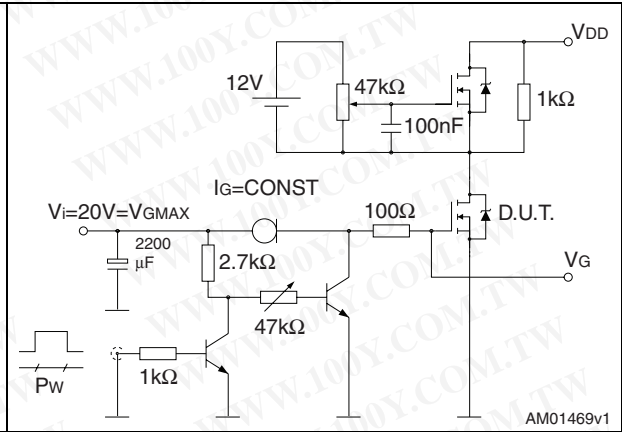 VDD
12V
47kΩ
1kΩ
100nF
IG=CONST
Vi=20V=VGMAX
100Ω
D.U.T.
2200
μF
2.7kΩ
VG
47kΩ
1kΩ
PW
AM01469v1
WWW.100Y.COM.TW